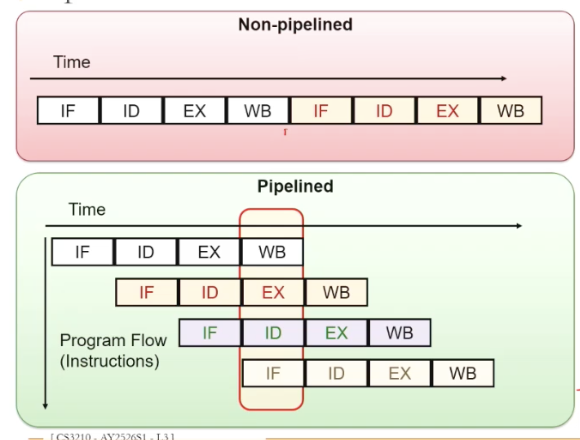 Non-pipelined
Time
IF ID EX WB IF ID EX WB
r
Pipelined
Time
IF ID EX WB
IF ID EX WB
IF ID EX WB
Program Flow
(Instructions)
IF ID EX WB
[ CS3210 - AY2526S1 - L3 ]